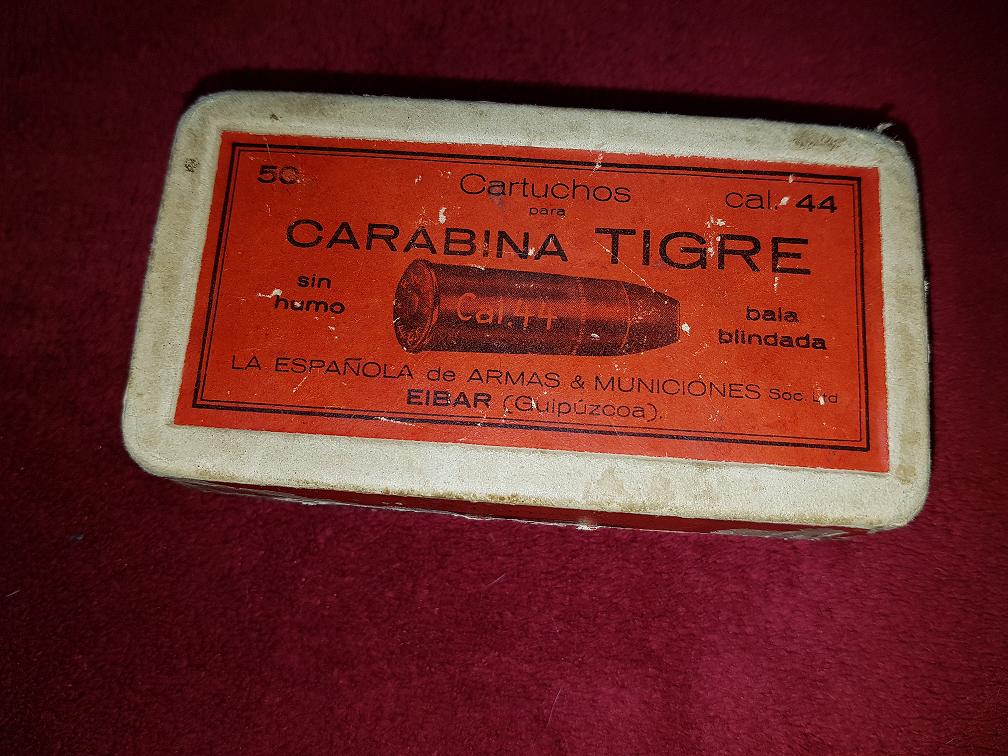 50 Cartuchos cal. 44
para
CARABINA TIGRE
sin humo
Cal. 44
bala blindada
LA ESPAÑOLA de ARMAS & MUNICIONES Soc. Ltd
EIBAR (Guipúzcoa).